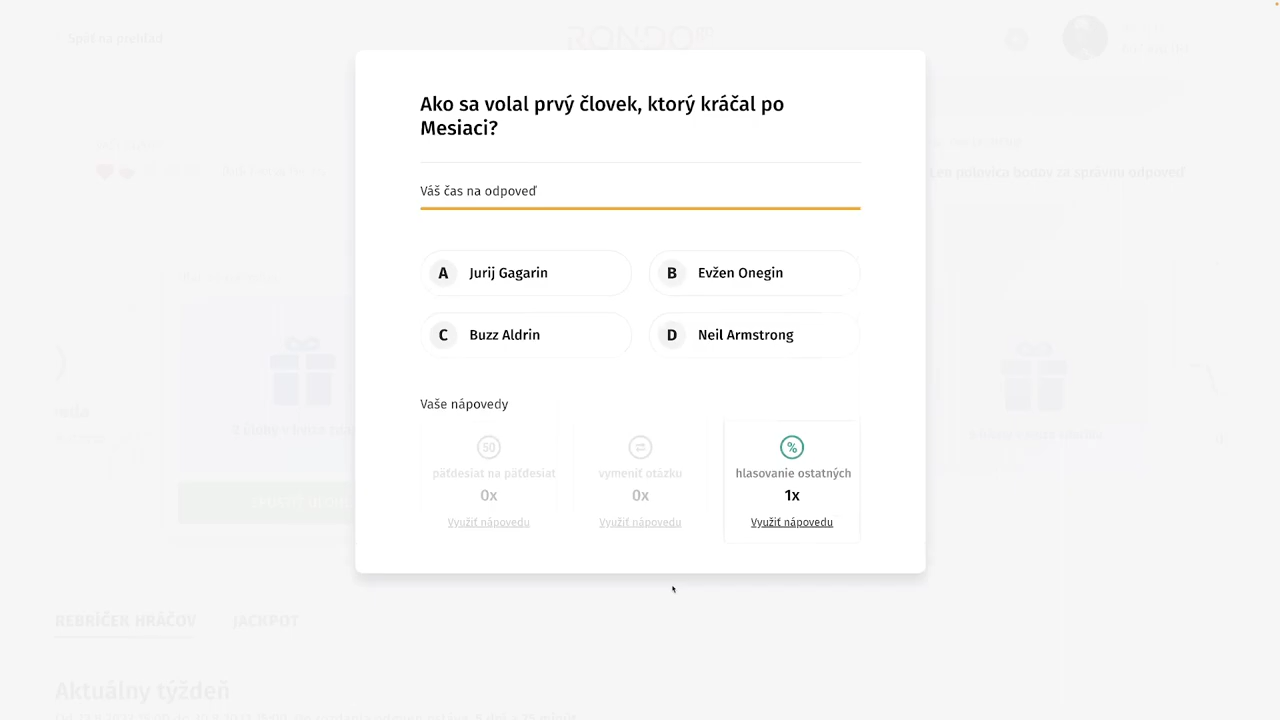 Späť na prehľad
RONDO
Ako sa volal prvý človek, ktorý kráčal po
Mesiaci?
Váš čas na odpoveď
Len polovica bodov za správnu odpoveď
A Jurij Gagarin
B Evžen Onegin
C Buzz Aldrin
D Neil Armstrong
Vaše nápovedy
50
%
päťdesiat na päťdesiat
vymeniť otázku
hlasovanie ostatných
0x
0x
1x
Využiť nápovedu
Využiť nápovedu
Využiť nápovedu
REBRÍČEK HRÁČOV
JACKPOT
Aktuálny týždeň